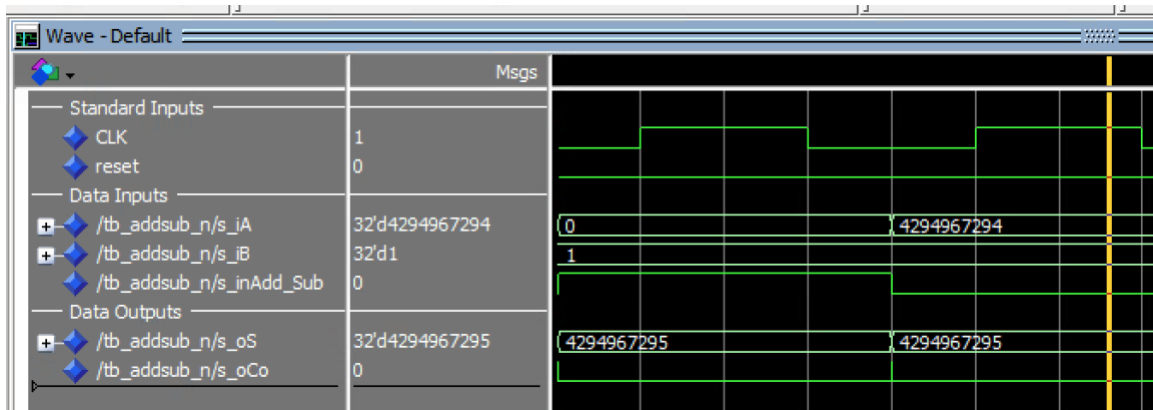 Wave - Default
Msgs
Standard Inputs
CLK 1
reset 0
Data Inputs
/tb_addsub_n/s_iA 32'd4294967294 0 4294967294
/tb_addsub_n/s_iB 32'd1 1
/tb_addsub_n/s_inAdd_Sub 0
Data Outputs
/tb_addsub_n/s_oS 32'd4294967295 4294967295 4294967295
/tb_addsub_n/s_oCo 0